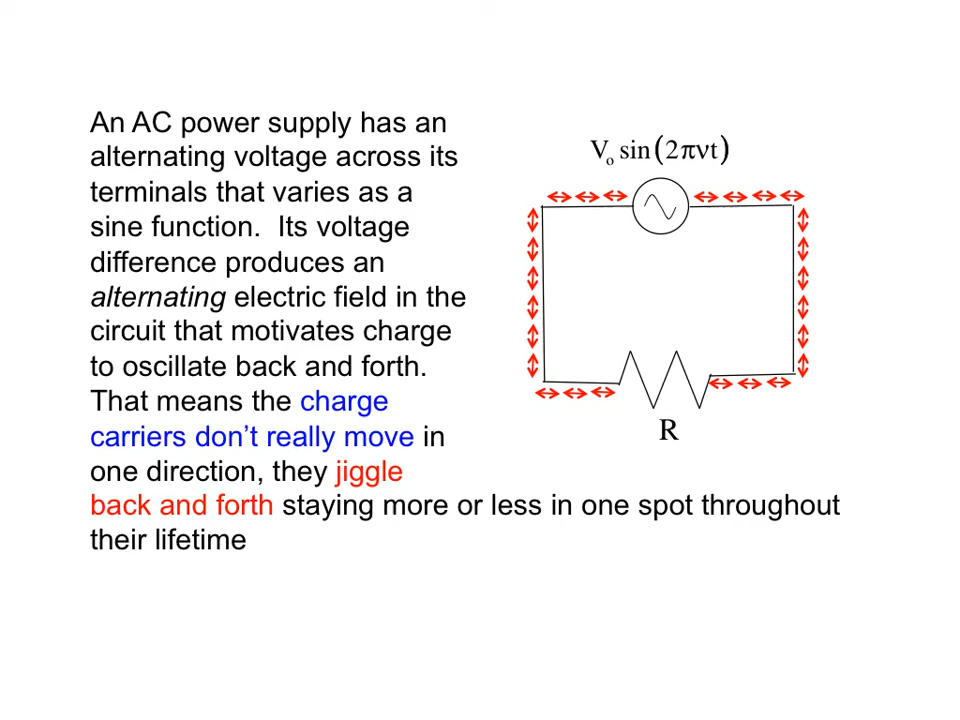 An AC power supply has an
alternating voltage across its
terminals that varies as a
sine function.  Its voltage
difference produces an
alternating electric field in the
circuit that motivates charge
to oscillate back and forth.
That means the charge
carriers don’t really move in
one direction, they jiggle
back and forth staying more or less in one spot throughout
their lifetime
V₀ sin(2πνt)
R